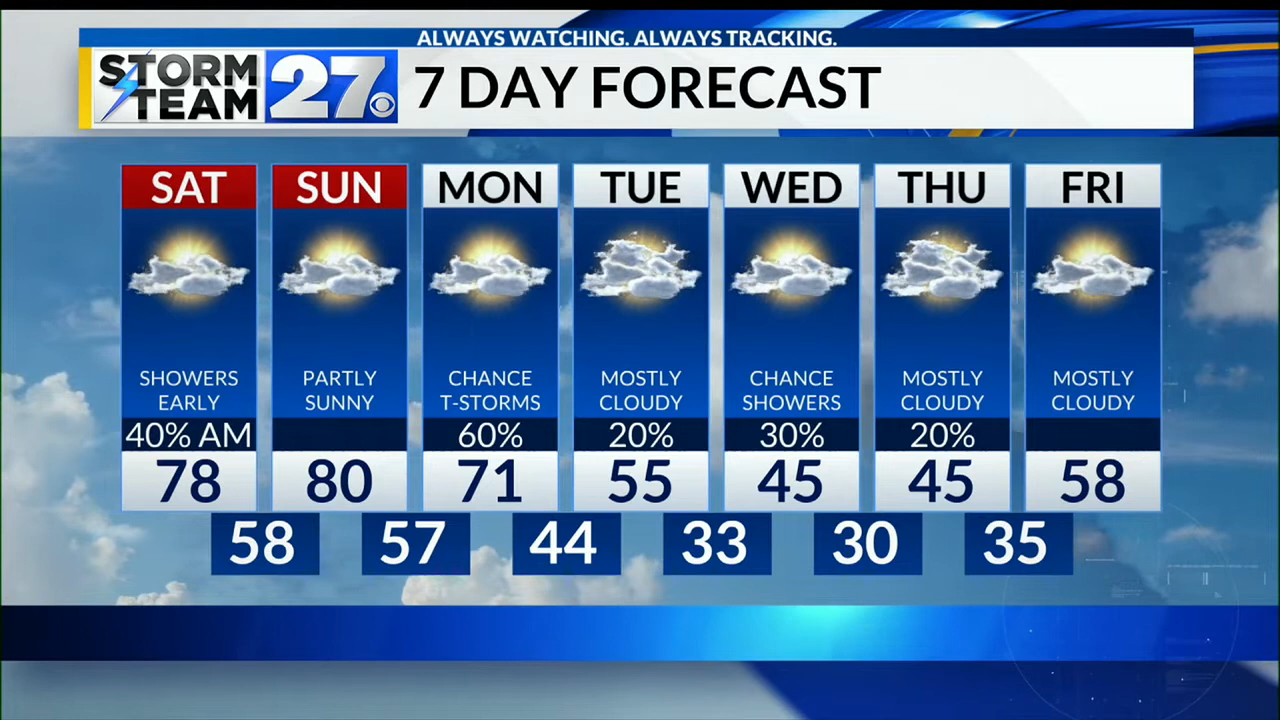 ALWAYS WATCHING. ALWAYS TRACKING.
STORM
TEAM
27
7 DAY FORECAST
SAT SUN MON TUE WED THU FRI
SHOWERS EARLY
PARTLY SUNNY
CHANCE T-STORMS
MOSTLY CLOUDY
CHANCE SHOWERS
MOSTLY CLOUDY
MOSTLY CLOUDY
40% AM 60% 20% 30% 20%
78 80 71 55 45 45 58
58 57 44 33 30 35